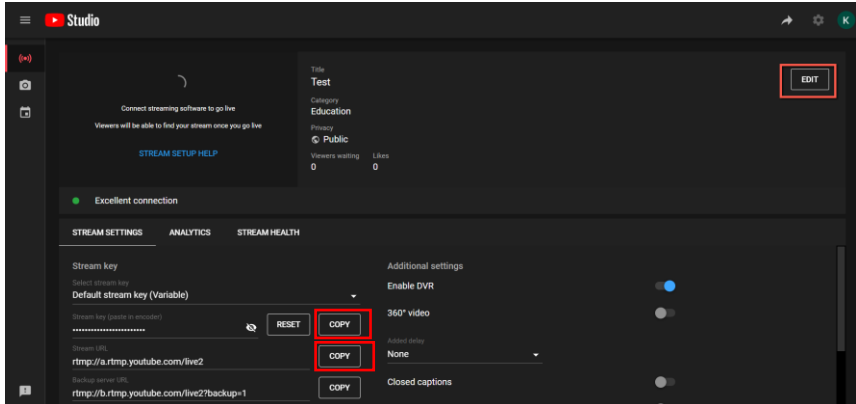 Studio
K
Connect streaming software to go live
Viewers will be able to find your stream once you go live
STREAM SETUP HELP
Title
Test
Category
Education
Privacy
Public
Viewers waiting Likes
0 0
EDIT
Excellent connection
STREAM SETTINGS ANALYTICS STREAM HEALTH
Stream key
Select stream key
Default stream key (Variable)
Stream key (paste in encoder)
························
RESET
COPY
Stream URL
rtmp://a.rtmp.youtube.com/live2
COPY
Backup server URL
rtmp://b.rtmp.youtube.com/live2?backup=1
COPY
Additional settings
Enable DVR
360° video
Added delay
None
Closed captions